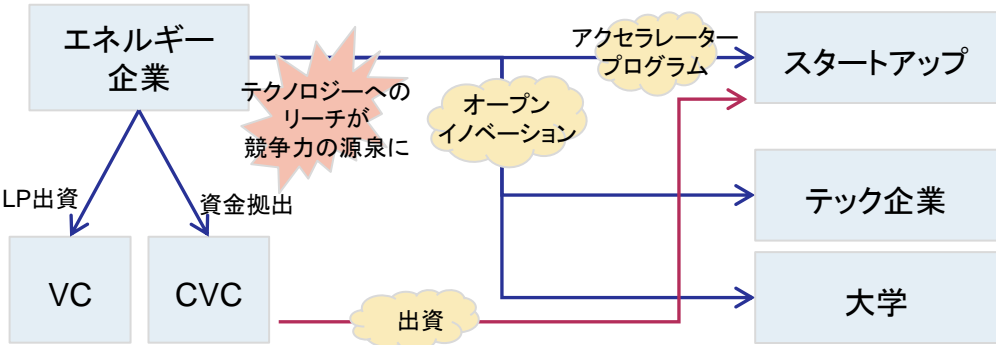 エネルギー
企業
アクセラレーター
プログラム
スタートアップ
テクノロジーへの
リーチが
競争力の源泉に
オープン
イノベーション
LP出資
資金拠出
テック企業
VC
CVC
出資
大学